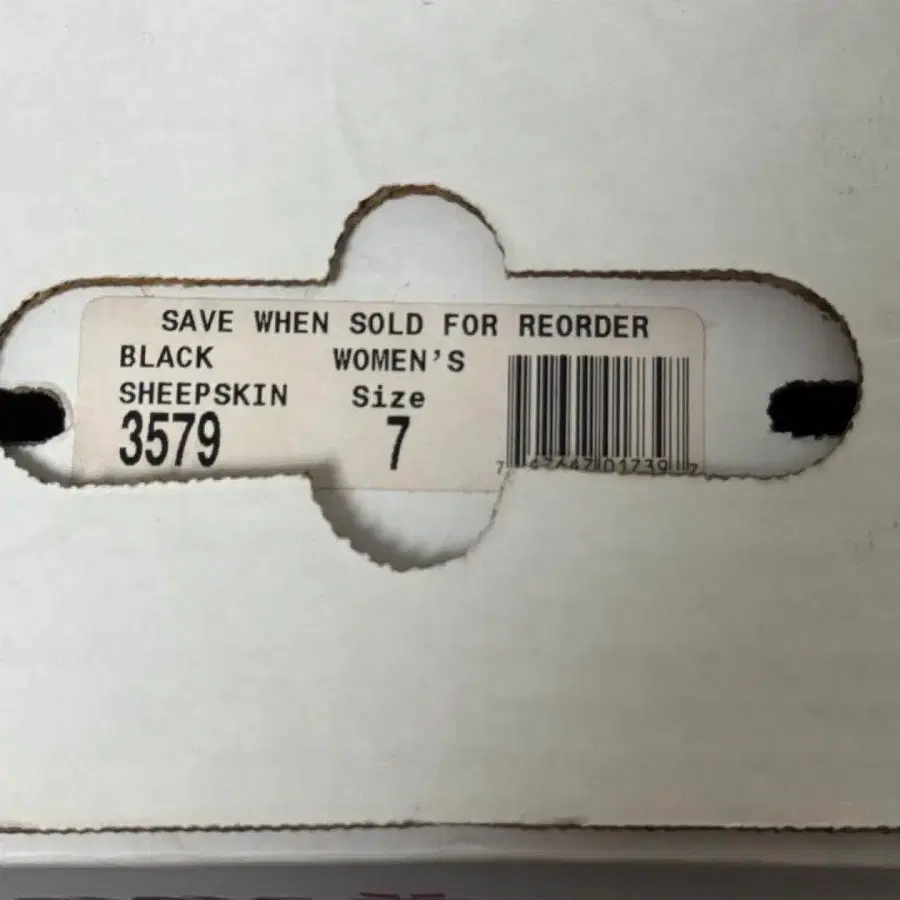 SAVE WHEN SOLD FOR REORDER
BLACK WOMEN'S
SHEEPSKIN Size
3579 7